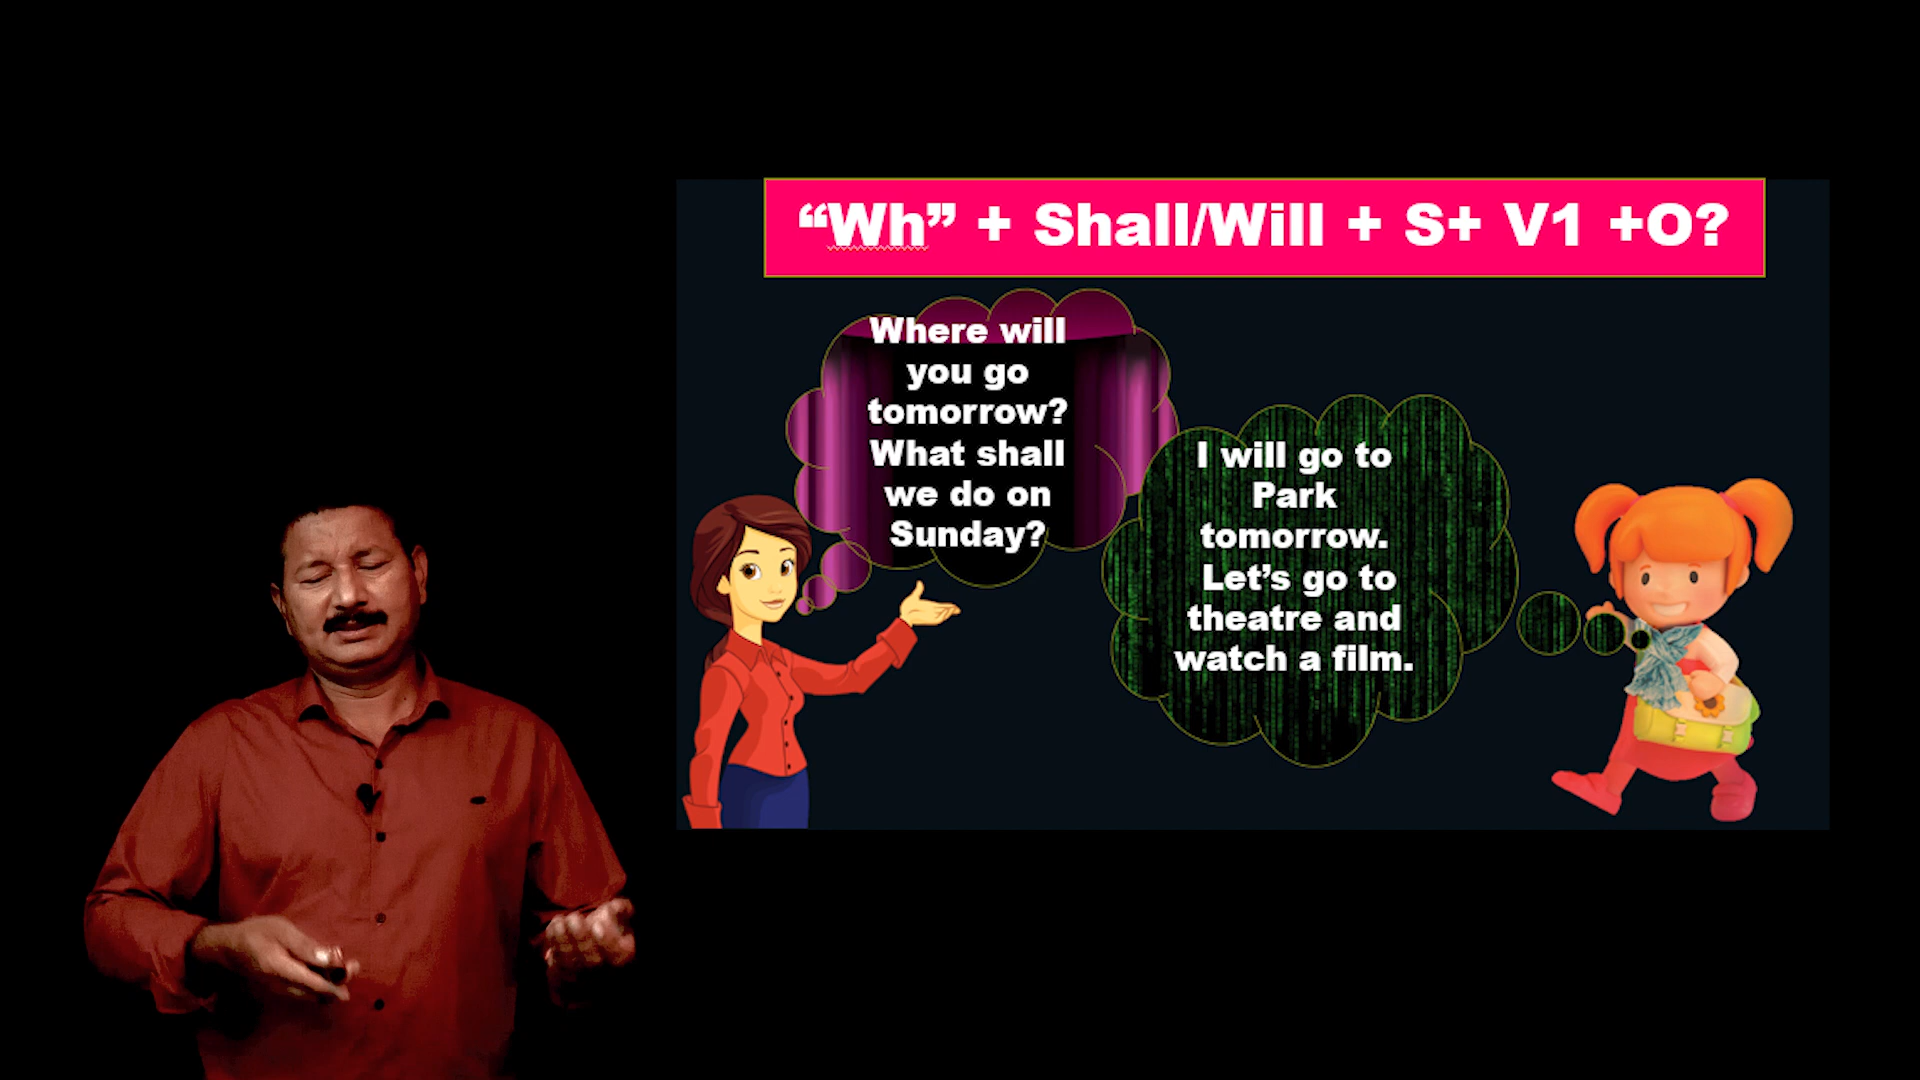 “Wh” + Shall/Will + S+ V1 +O?
Where will
you go
tomorrow?
What shall
we do on
Sunday?
I will go to
Park
tomorrow.
Let’s go to
theatre and
watch a film.